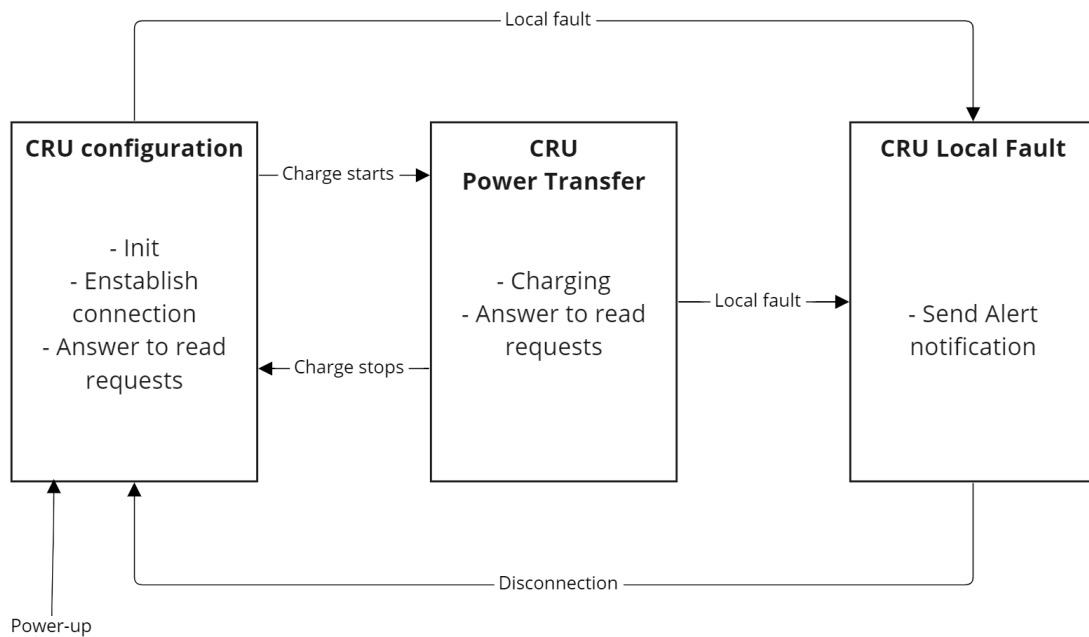 Local fault
CRU configuration
- Init
- Enstablish
connection
- Answer to read
requests
Charge starts
Charge stops
CRU
Power Transfer
- Charging
- Answer to read
requests
Local fault
CRU Local Fault
- Send Alert
notification
Disconnection
Power-up